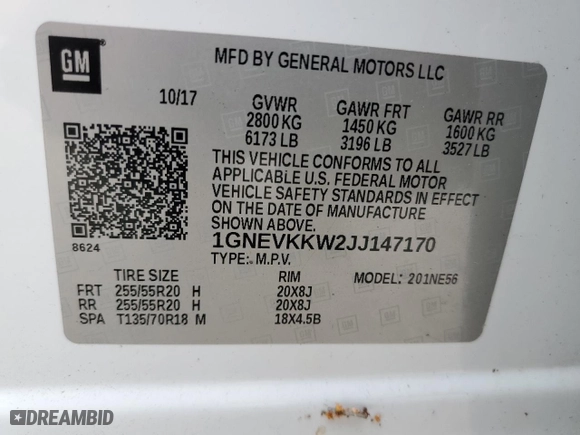 GM
MFD BY GENERAL MOTORS LLC
10/17
GVWR
2800 KG
6173 LB
GAWR FRT
1450 KG
3196 LB
GAWR RR
1600 KG
3527 LB
THIS VEHICLE CONFORMS TO ALL
APPLICABLE U.S. FEDERAL MOTOR
VEHICLE SAFETY STANDARDS IN EFFECT
ON THE DATE OF MANUFACTURE
SHOWN ABOVE.
1GNEVKKW2JJ147170
8624
TYPE: M.P.V.
MODEL: 201NE56
TIRE SIZE RIM
FRT 255/55R20 H 20X8J
RR 255/55R20 H 20X8J
SPA T135/70R18 M 18X4.5B
DREAMBID